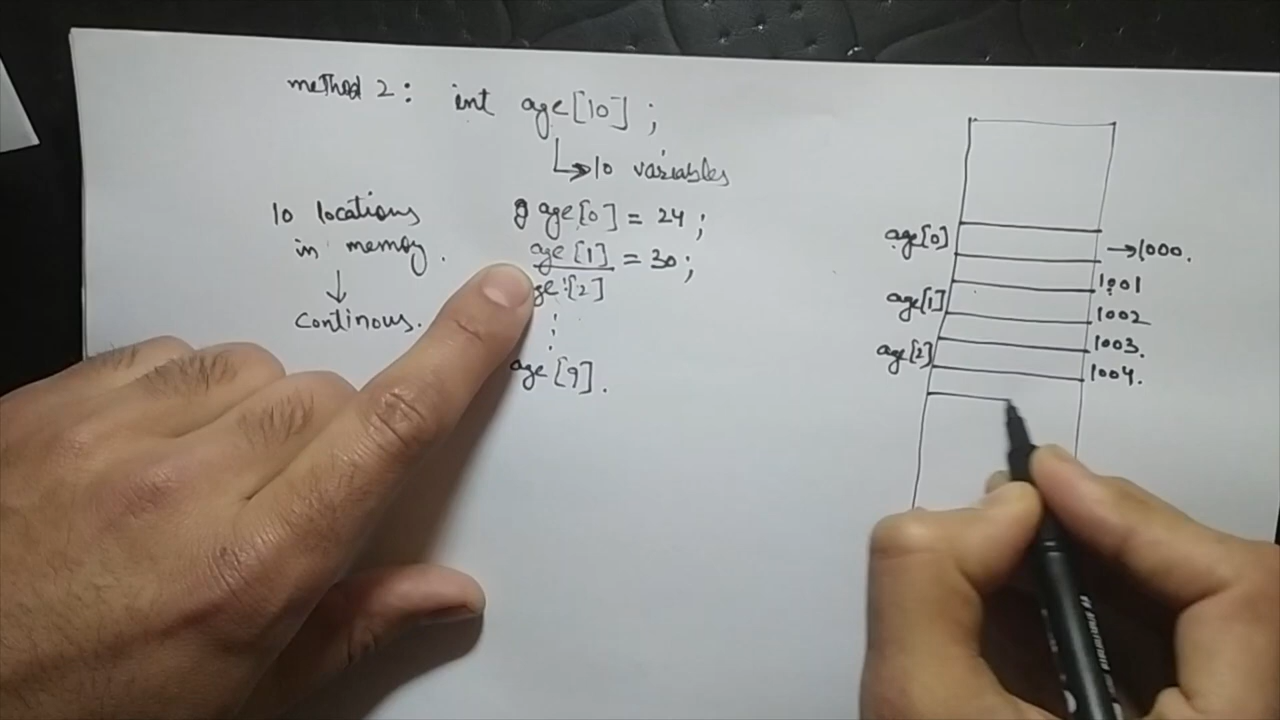 method 2: int age[10];
↳10 variables
10 locations
in memory.
↓
Continous.
age[0] = 24;
age[1] = 30;
age[2]
age[9].
age[0]
age[1]
age[2]
→1000.
1001
1002
1003.
1004.